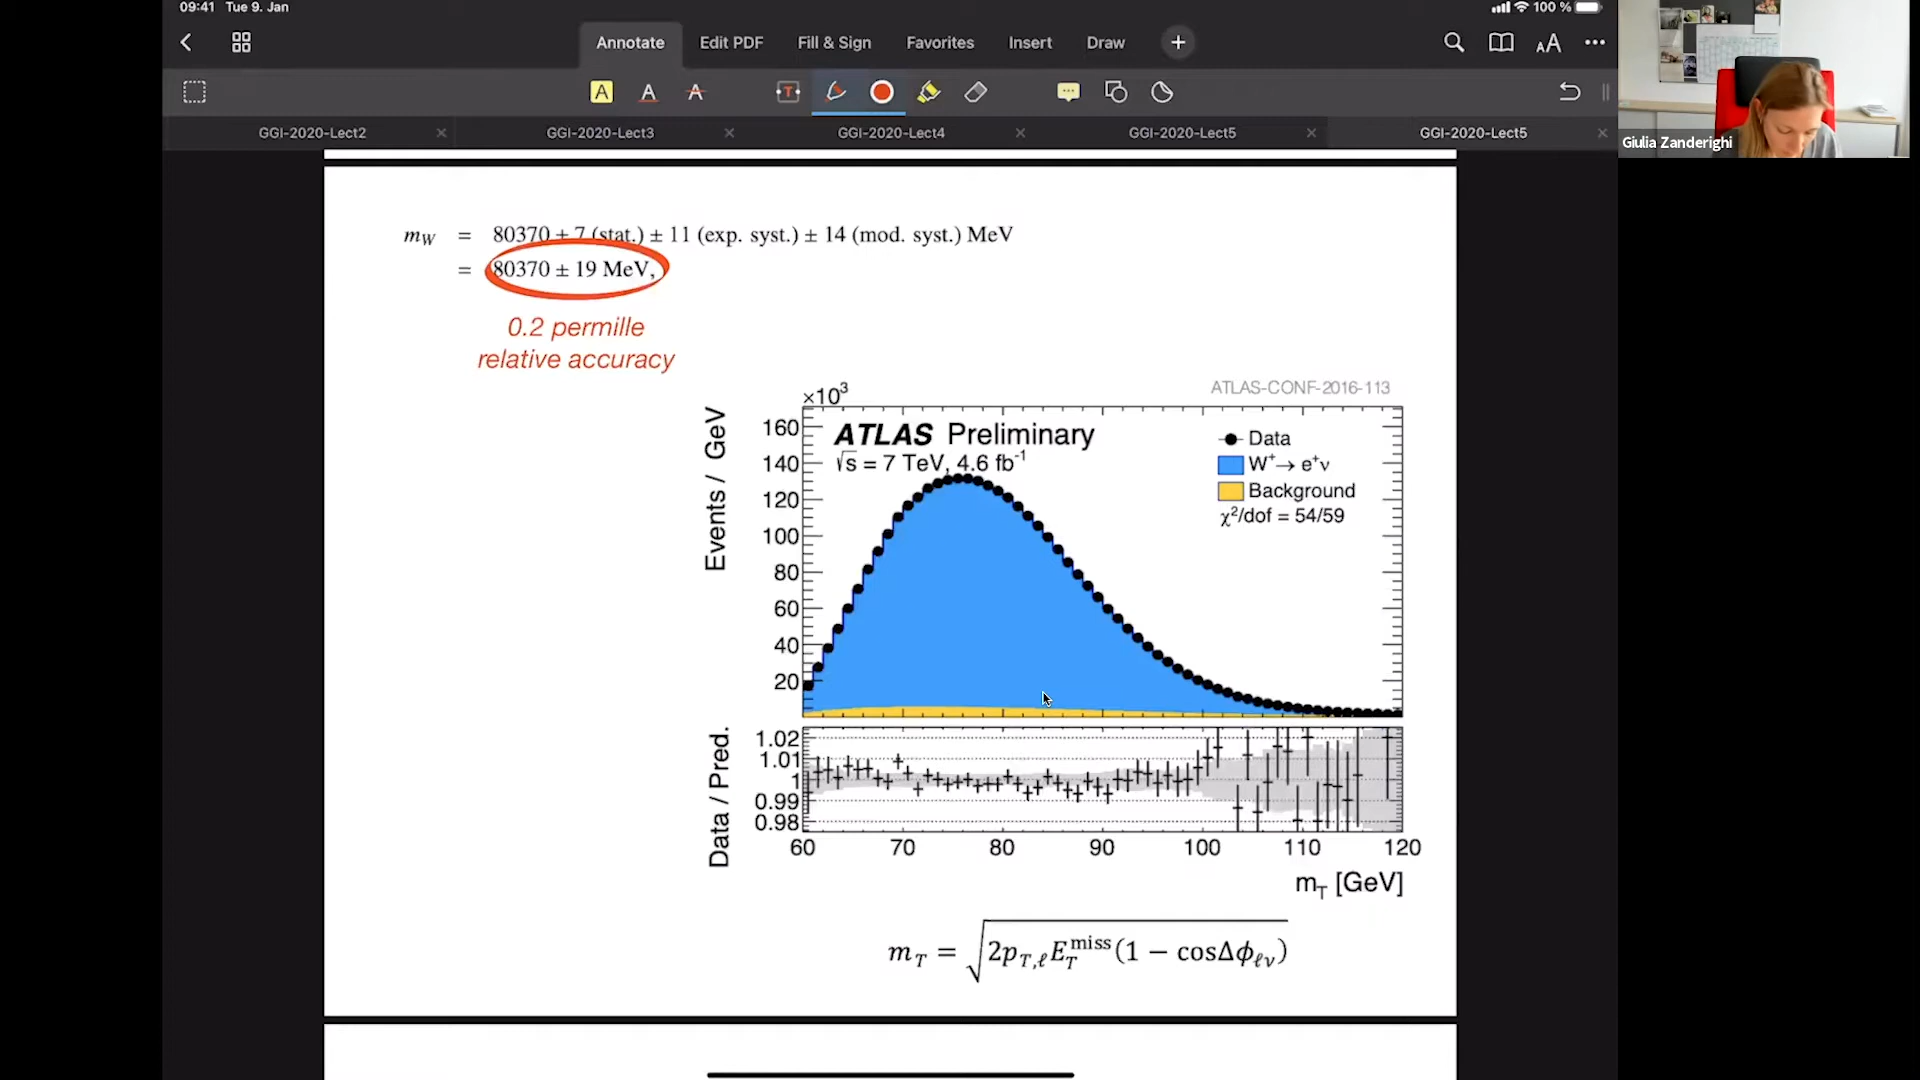 09:41 Tue 9. Jan
100 %
Annotate Edit PDF Fill & Sign Favorites Insert Draw
AA
A A A T
GGI-2020-Lect2 GGI-2020-Lect3 GGI-2020-Lect4 GGI-2020-Lect5 GGI-2020-Lect5
Giulia Zanderighi
m_W = 80370 ± 7 (stat.) ± 11 (exp. syst.) ± 14 (mod. syst.) MeV
= 80370 ± 19 MeV,
0.2 permille
relative accuracy
ATLAS-CONF-2016-113
×10³
Events / GeV
160
140
120
100
80
60
40
20
ATLAS Preliminary
√s = 7 TeV, 4.6 fb⁻¹
Data
W⁺→ e⁺ν
Background
χ²/dof = 54/59
Data / Pred.
1.02
1.01
1
0.99
0.98
60 70 80 90 100 110 120
m_T [GeV]
m_T = √2p_{T,ℓ}E_T^{miss}(1 − cosΔϕ_{ℓν})